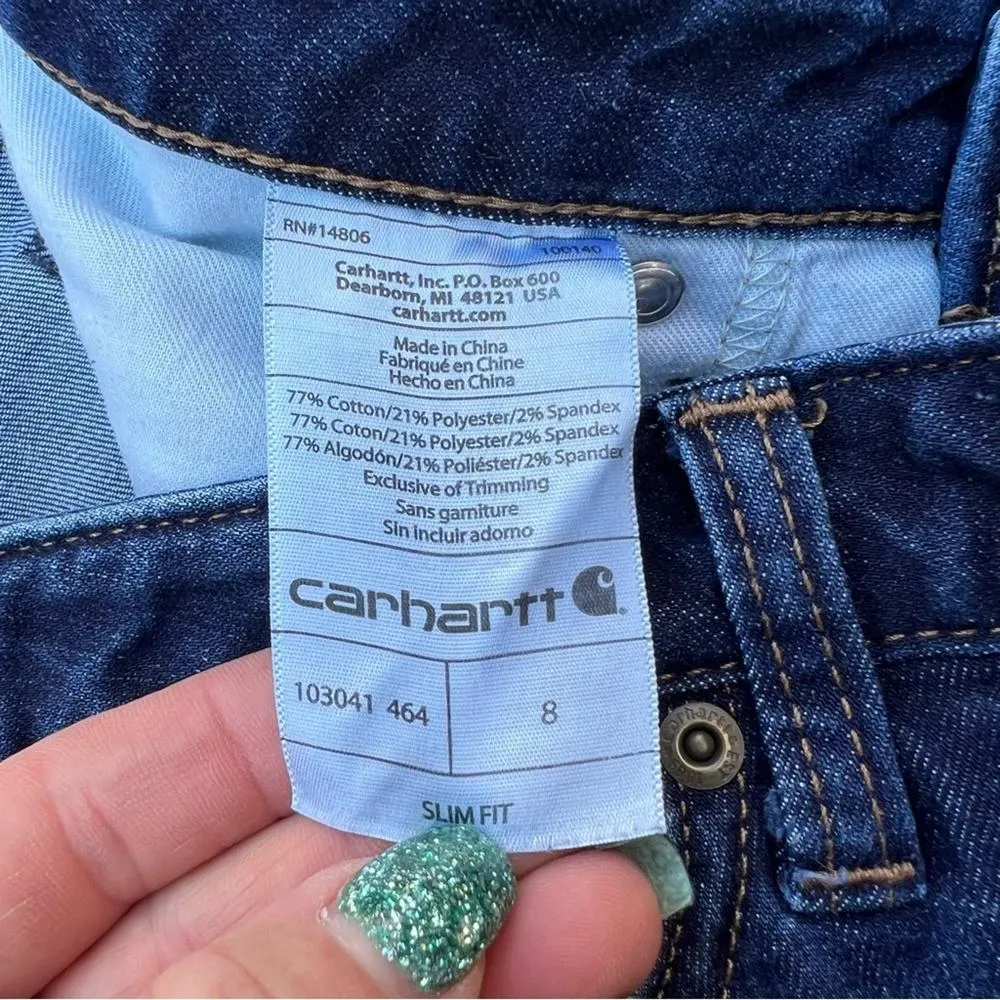 RN#14806
100140
Carhartt, Inc. P.O. Box 600
Dearborn, MI 48121 USA
carhartt.com
Made in China
Fabriqué en Chine
Hecho en China
77% Cotton/21% Polyester/2% Spandex
77% Coton/21% Polyester/2% Spandex
77% Algodón/21% Poliéster/2% Spandex
Exclusive of Trimming
Sans garniture
Sin incluir adorno
carhartt
103041 464
8
SLIM FIT
carhartt